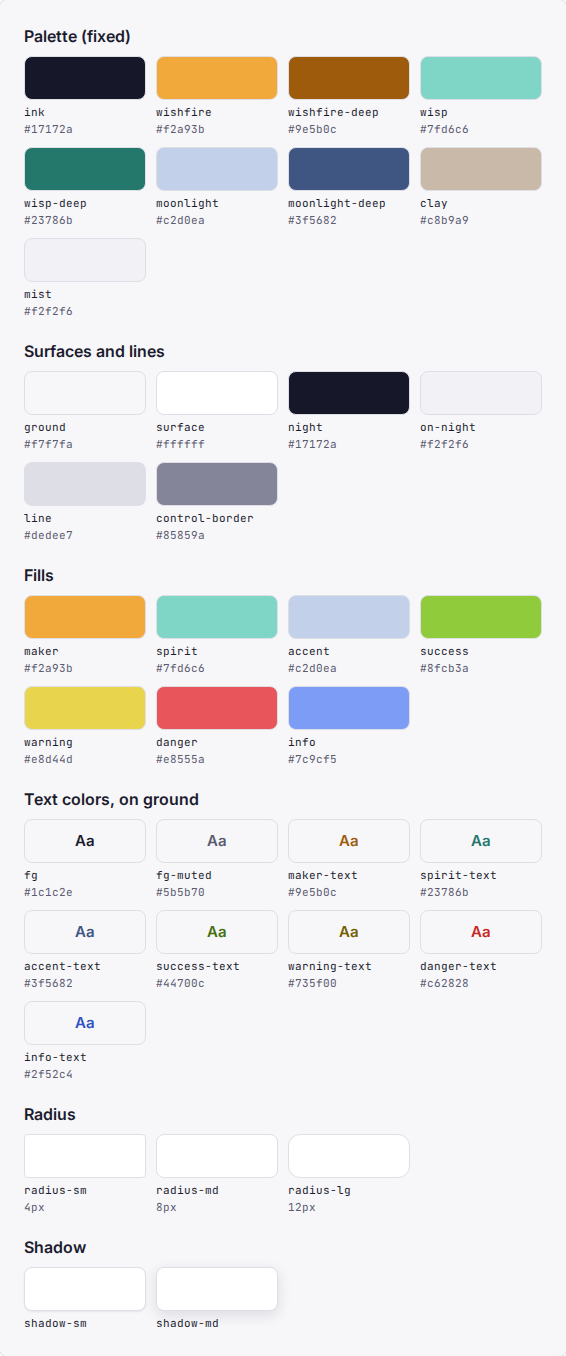 Palette (fixed)
ink wishfire wishfire-deep wisp
#17172a #f2a93b #9e5b0c #7fd6c6
wisp-deep moonlight moonlight-deep clay
#23786b #c2d0ea #3f5682 #c8b9a9
mist
#f2f2f6
Surfaces and lines
ground surface night on-night
#f7f7fa #ffffff #17172a #f2f2f6
line control-border
#dedee7 #85859a
Fills
maker spirit accent success
#f2a93b #7fd6c6 #c2d0ea #8fcb3a
warning danger info
#e8d44d #e8555a #7c9cf5
Text colors, on ground
Aa Aa Aa Aa
fg fg-muted maker-text spirit-text
#1c1c2e #5b5b70 #9e5b0c #23786b
Aa Aa Aa Aa
accent-text success-text warning-text danger-text
#3f5682 #44700c #735f00 #c62828
Aa
info-text
#2f52c4
Radius
radius-sm radius-md radius-lg
4px 8px 12px
Shadow
shadow-sm shadow-md